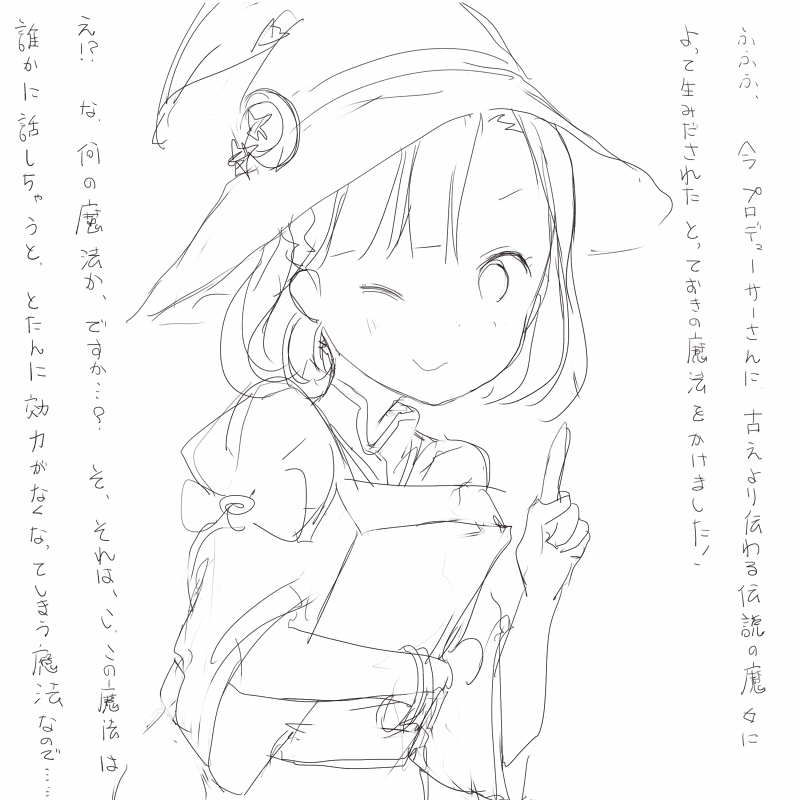 ふふふ、今プロデューサーさんに、古えより伝わる伝説の魔女に
よって生みだされたとっておきの魔法をかけました!
え!?な、何の魔法か、ですか…?そ、それは、こ、この魔法は
誰かに話しちゃうと、とたんに効力がなくなってしまう魔法なので……